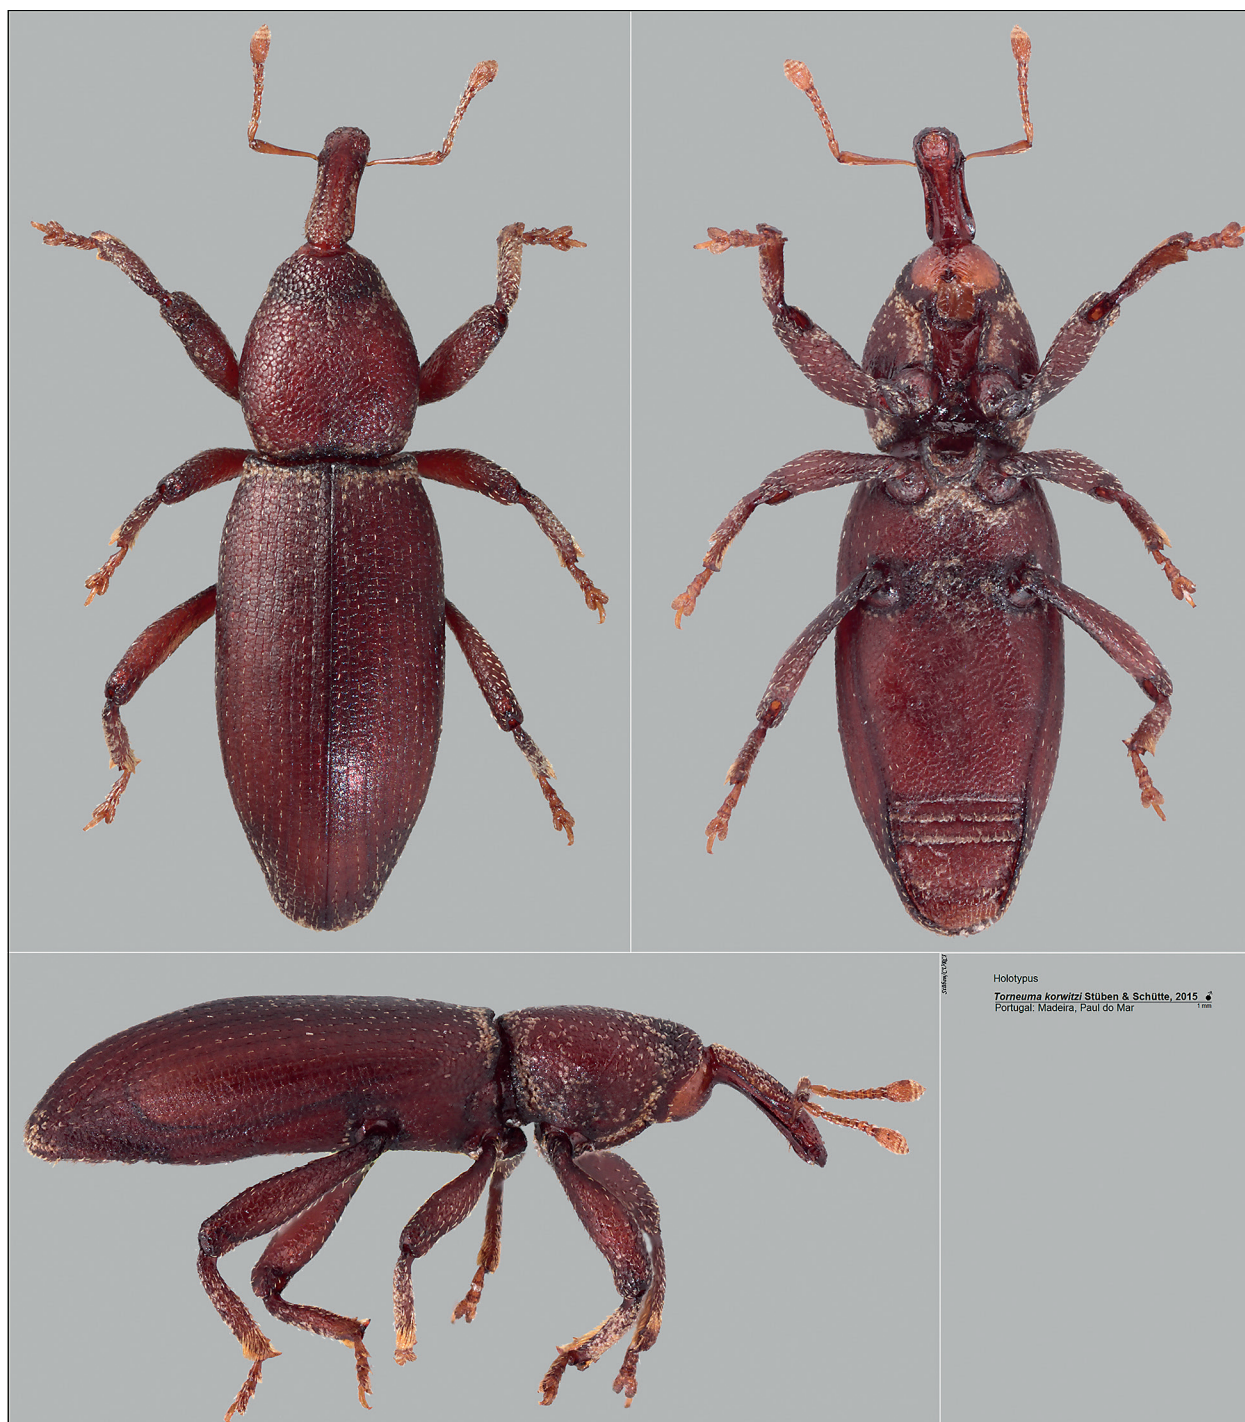 Holotypus
Torneuma korwitzi Stüben & Schütte, 2015
1 mm
Portugal: Madeira, Paul do Mar